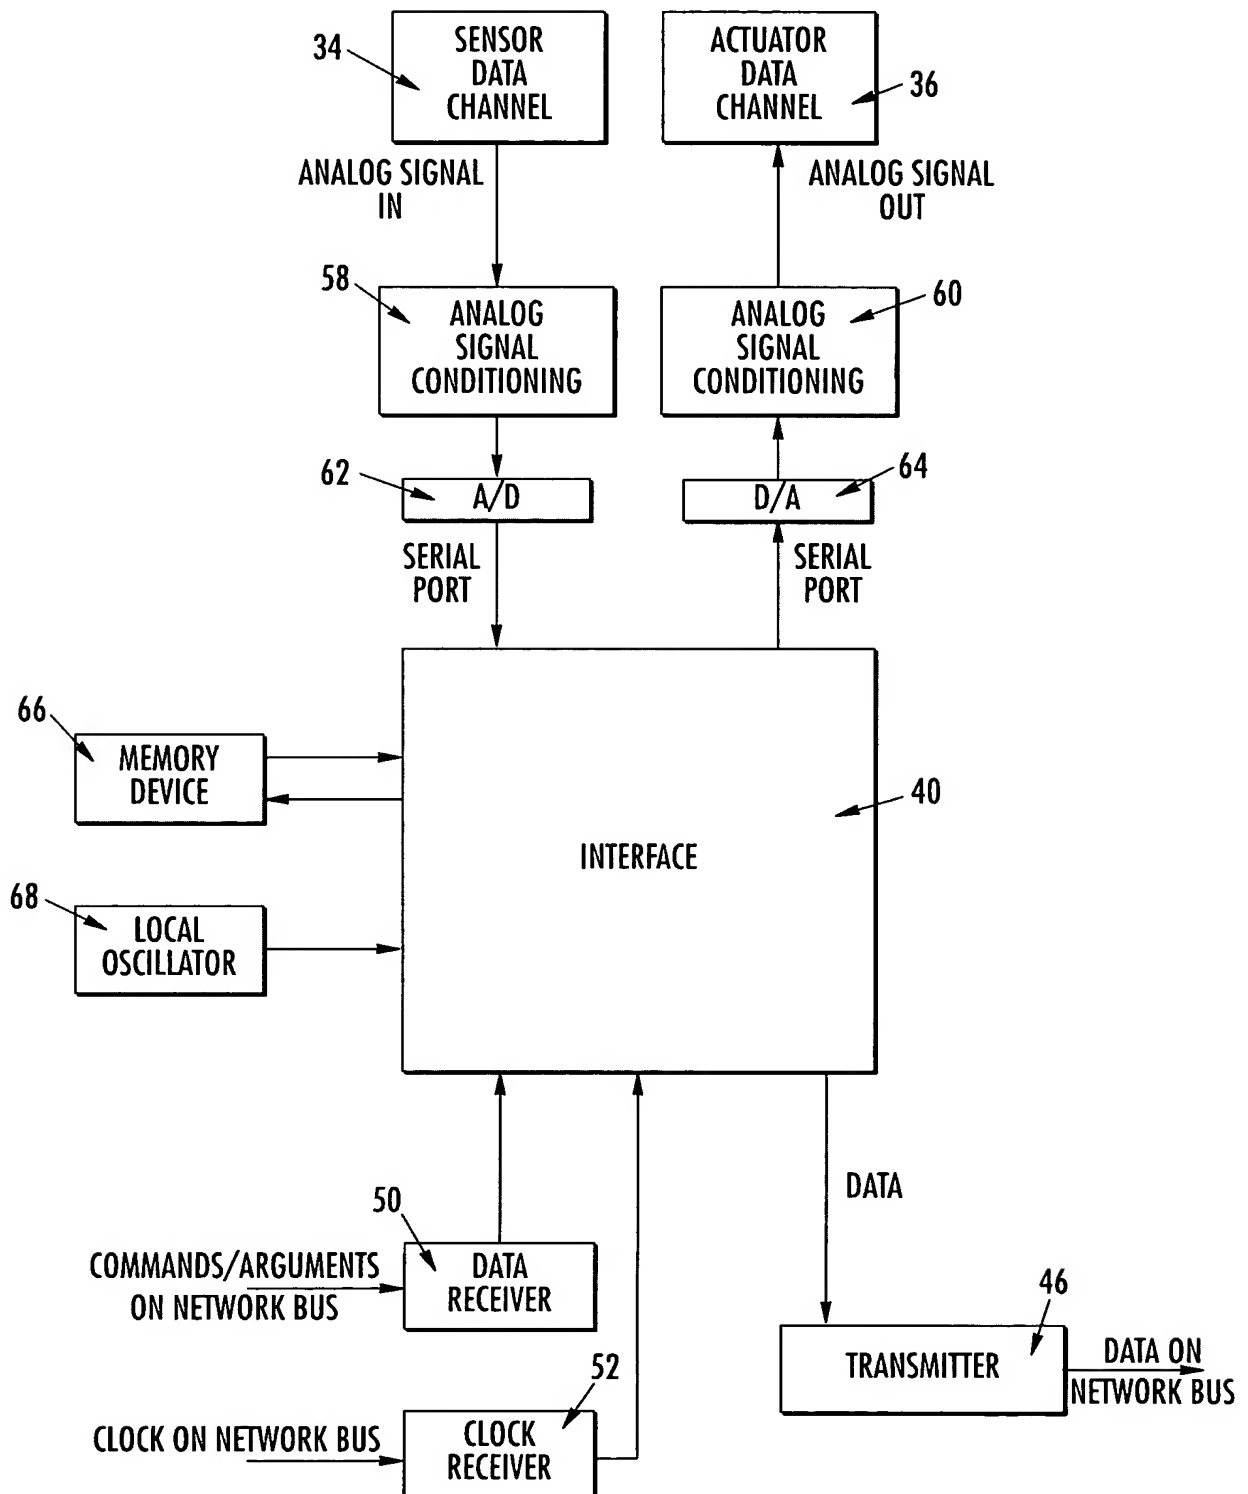 34
SENSOR
DATA
CHANNEL
ACTUATOR
DATA
CHANNEL
36
ANALOG SIGNAL
IN
ANALOG SIGNAL
OUT
58
ANALOG
SIGNAL
CONDITIONING
ANALOG
SIGNAL
CONDITIONING
60
62
A/D
D/A
64
SERIAL
PORT
SERIAL
PORT
66
MEMORY
DEVICE
40
INTERFACE
68
LOCAL
OSCILLATOR
DATA
50
COMMANDS/ARGUMENTS
ON NETWORK BUS
DATA
RECEIVER
46
TRANSMITTER
DATA ON
NETWORK BUS
52
CLOCK ON NETWORK BUS
CLOCK
RECEIVER